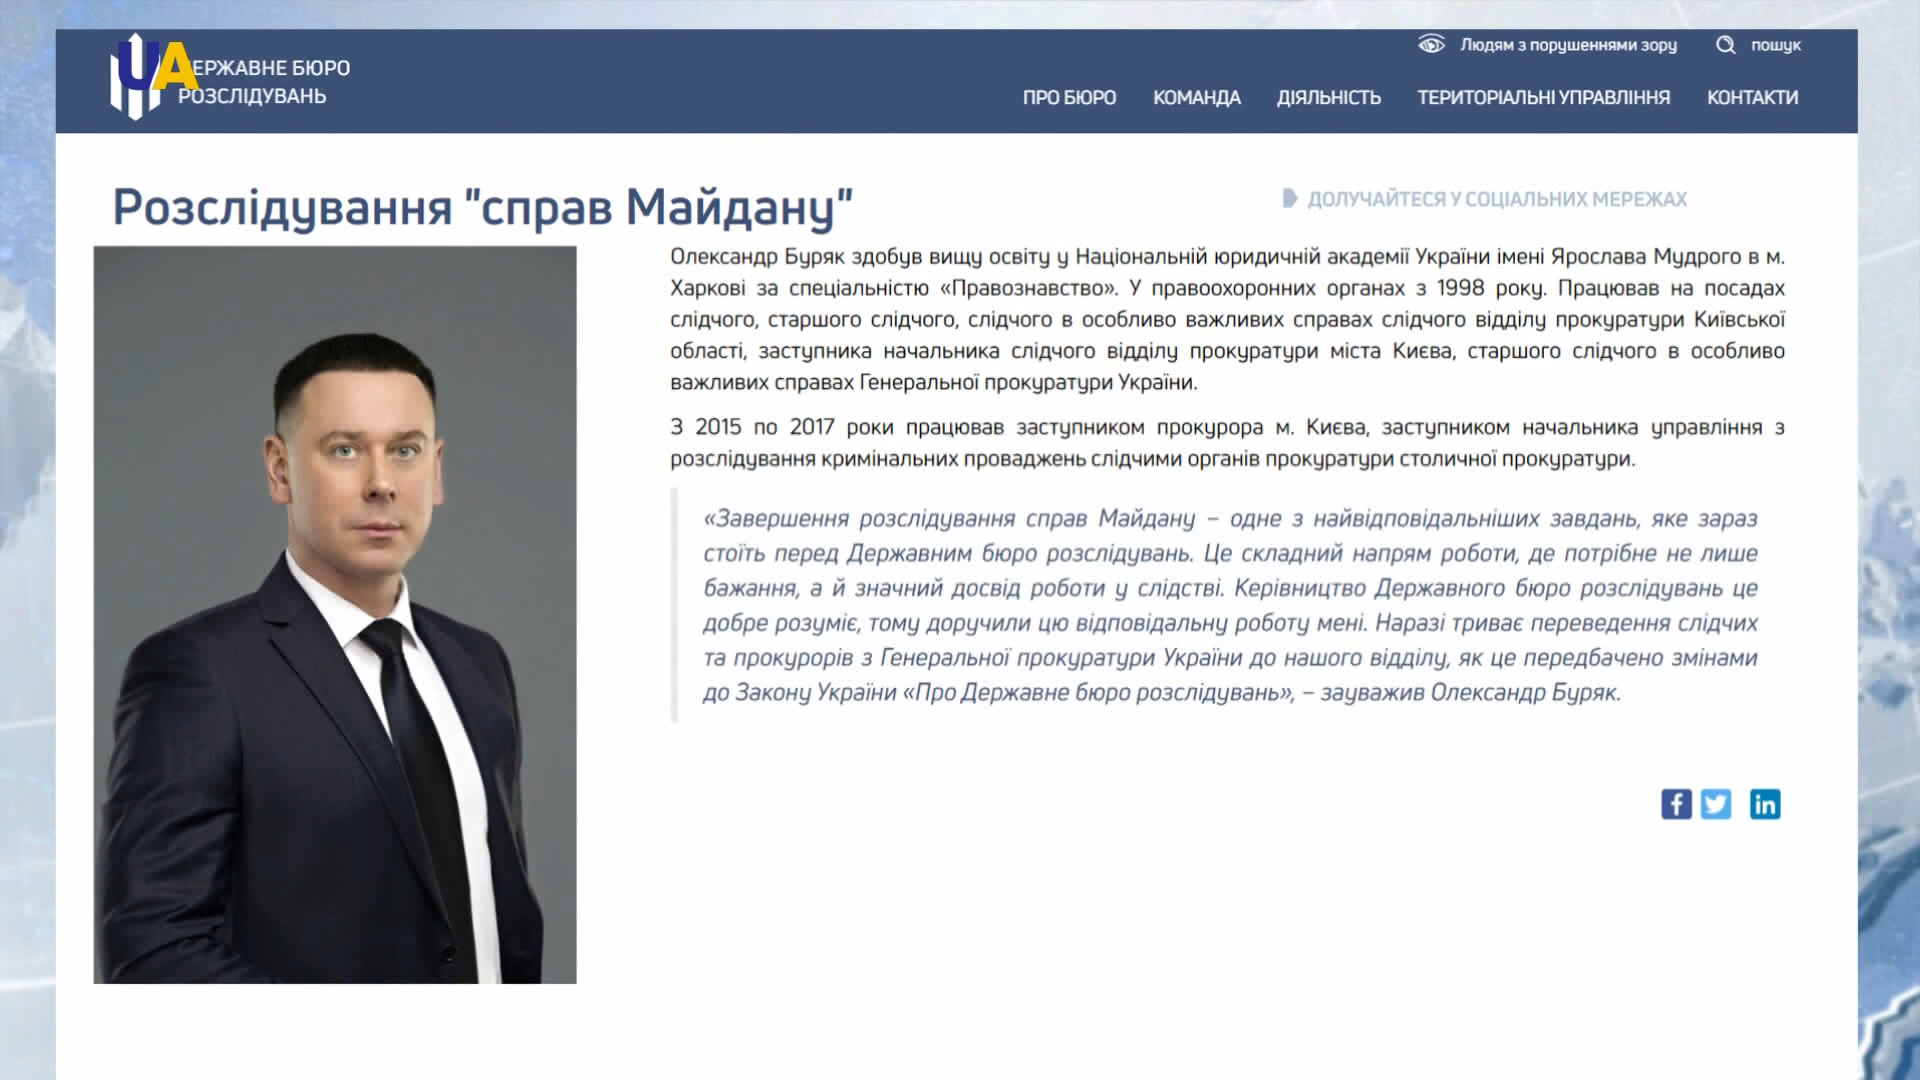 UA
ЕРЖАВНЕ БЮРО
РОЗСЛІДУВАНЬ
Людям з порушеннями зору
пошук
ПРО БЮРО КОМАНДА ДІЯЛЬНІСТЬ ТЕРИТОРІАЛЬНІ УПРАВЛІННЯ КОНТАКТИ
Розслідування "справ Майдану"
ДОЛУЧАЙТЕСЯ У СОЦІАЛЬНИХ МЕРЕЖАХ
Олександр Буряк здобув вищу освіту у Національній юридичній академії України імені Ярослава Мудрого в м.
Харкові за спеціальністю «Правознавство». У правоохоронних органах з 1998 року. Працював на посадах
слідчого, старшого слідчого, слідчого в особливо важливих справах слідчого відділу прокуратури Київської
області, заступника начальника слідчого відділу прокуратури міста Києва, старшого слідчого в особливо
важливих справах Генеральної прокуратури України.
З 2015 по 2017 роки працював заступником прокурора м. Києва, заступником начальника управління з
розслідування кримінальних проваджень слідчими органів прокуратури столичної прокуратури.
«Завершення розслідування справ Майдану – одне з найвідповідальніших завдань, яке зараз
стоїть перед Державним бюро розслідувань. Це складний напрям роботи, де потрібне не лише
бажання, а й значний досвід роботи у слідстві. Керівництво Державного бюро розслідувань це
добре розуміє, тому доручили цю відповідальну роботу мені. Наразі триває переведення слідчих
та прокурорів з Генеральної прокуратури України до нашого відділу, як це передбачено змінами
до Закону України «Про Державне бюро розслідувань», – зауважив Олександр Буряк.